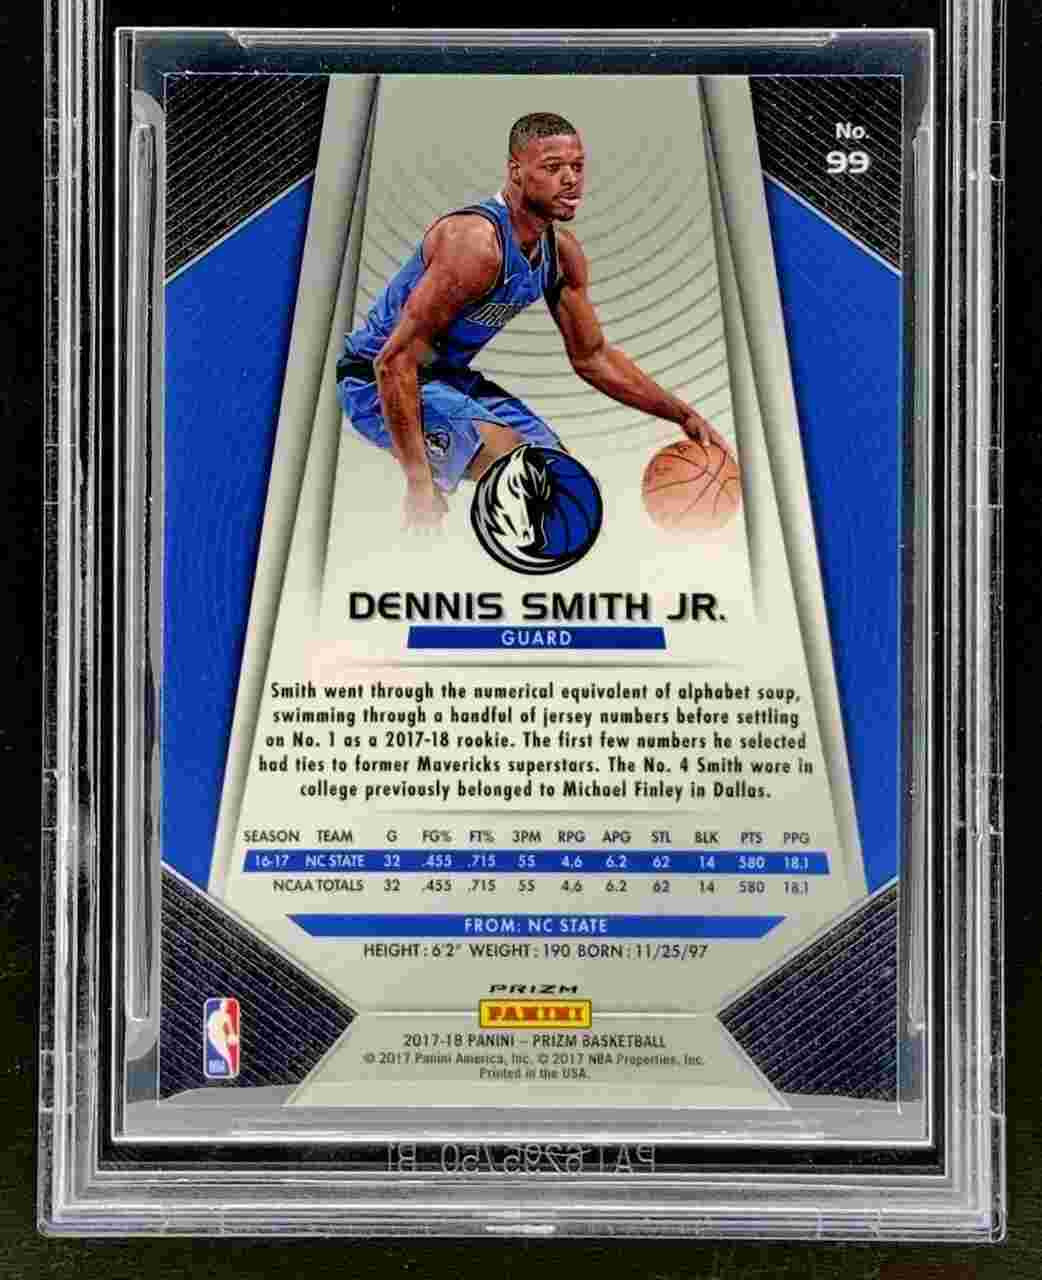 No.
99
DENNIS SMITH JR.
GUARD
Smith went through the numerical equivalent of alphabet soup,
swimming through a handful of jersey numbers before settling
on No. 1 as a 2017-18 rookie. The first few numbers he selected
had ties to former Mavericks superstars. The No. 4 Smith wore in
college previously belonged to Michael Finley in Dallas.
SEASON TEAM G FG% FT% 3PM RPG APG STL BLK PTS PPG
16-17 NC STATE 32 .455 .715 55 4.6 6.2 62 14 580 18.1
NCAA TOTALS 32 .455 .715 55 4.6 6.2 62 14 580 18.1
FROM: NC STATE
HEIGHT: 6'2" WEIGHT: 190 BORN: 11/25/97
PRIZM
PANINI
2017-18 PANINI – PRIZM BASKETBALL
© 2017 Panini America, Inc. © 2017 NBA Properties, Inc.
Printed in the USA.
NBA